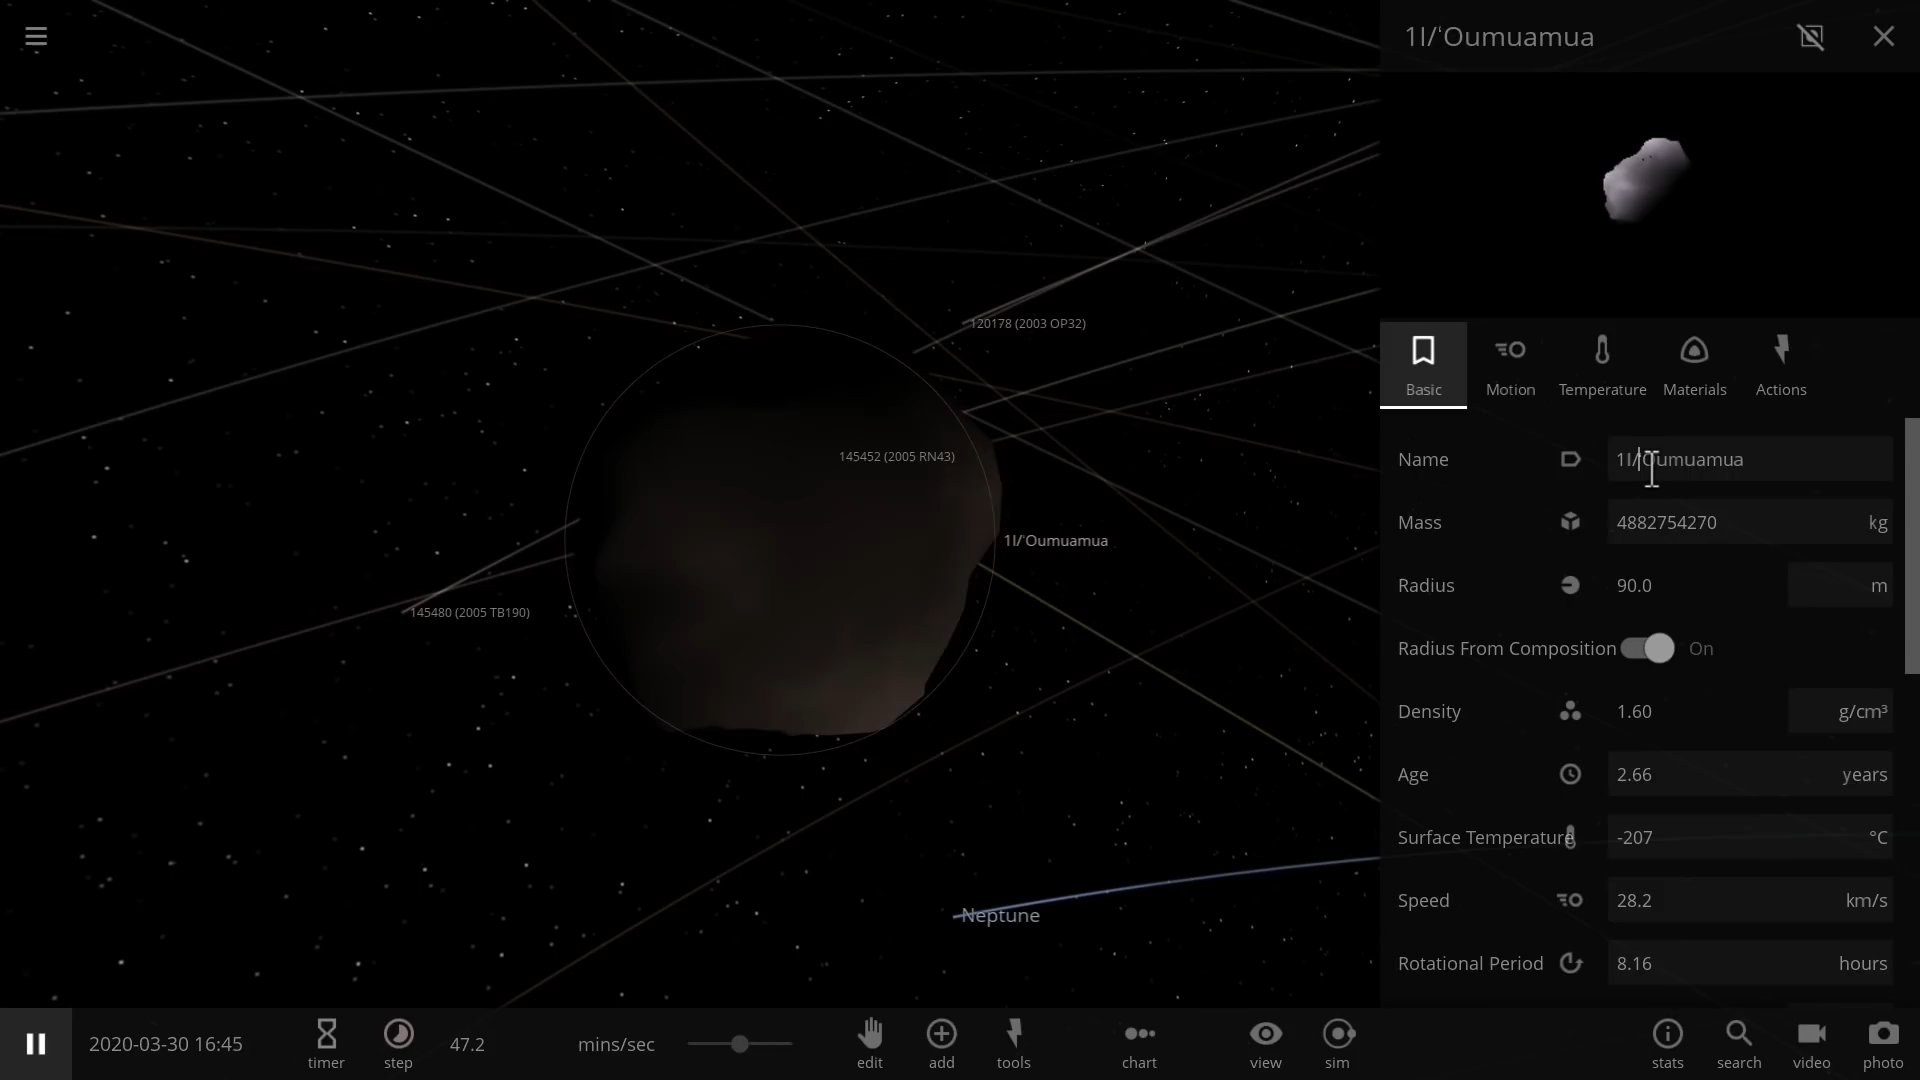 1I/ʻOumuamua
120178 (2003 OP32)
145452 (2005 RN43)
1I/ʻOumuamua
145480 (2005 TB190)
Neptune
Basic
Motion
Temperature
Materials
Actions
Name 1I/ʻOumuamua
Mass 4882754270 kg
Radius 90.0 m
Radius From Composition On
Density 1.60 g/cm³
Age 2.66 years
Surface Temperature -207 °C
Speed 28.2 km/s
Rotational Period 8.16 hours
2020-03-30 16:45
timer
step
47.2 mins/sec
edit
add
tools
chart
view
sim
stats
search
video
photo